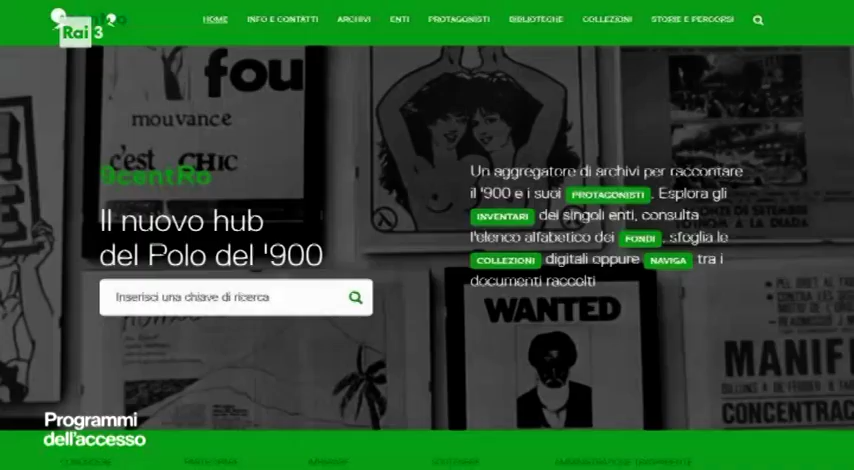 Rai 3
HOME INFO E CONTATTI ARCHIVI ENTI PROTAGONISTI BIBLIOTECHE COLLEZIONI STORIE E PERCORSI
fou
mouvance
c'est CHIC
9centRo
Il nuovo hub
del Polo del '900
Inserisci una chiave di ricerca
Un aggregatore di archivi per raccontare
il '900 e i suoi PROTAGONISTI. Esplora gli
INVENTARI dei singoli enti, consulta
l'elenco alfabetico dei FONDI, sfoglia le
COLLEZIONI digitali oppure NAVIGA tra i
documenti raccolti
WANTED
MANIF
CONCENTRAC
Programmi
dell'accesso